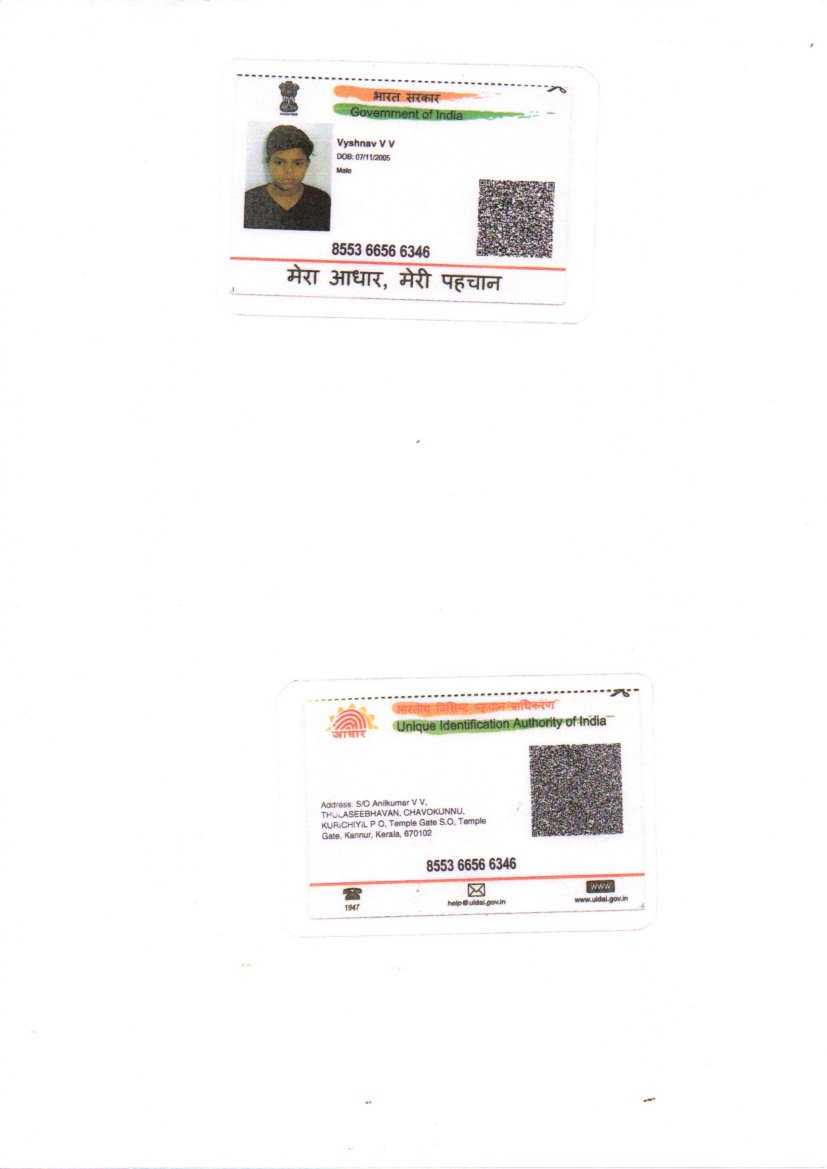 भारत सरकार
Government of India
Vyshnav V V
DOB: 07/11/2005
Male
8553 6656 6346
मेरा आधार, मेरी पहचान
भारतीय विशिष्ट पहचान प्राधिकरण
Unique Identification Authority of India
आधार
Address: S/O Anilkumar V V,
THULASEEBHAVAN, CHAVOKUNNU,
KURICHIYIL P O, Temple Gate S.O, Temple
Gate, Kannur, Kerala, 670102
8553 6656 6346
1947
help@uidai.gov.in
WWW
www.uidai.gov.in